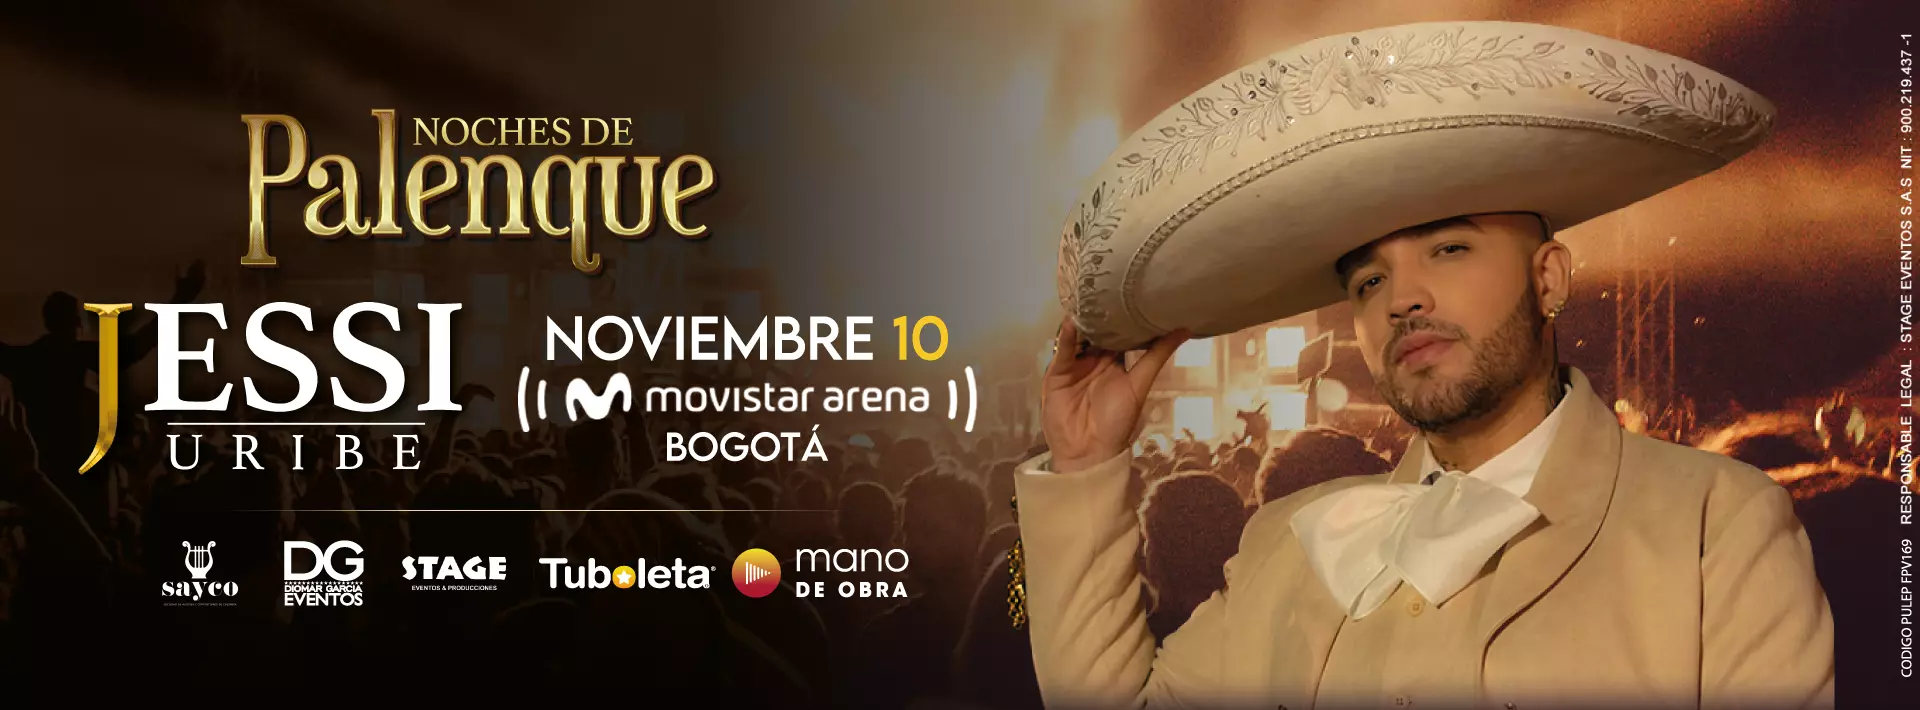 NOCHES DE
Palenque
JESSI
URIBE
NOVIEMBRE 10
movistar arena
BOGOTÁ
sayco
DG
DIOMAR GARCIA
EVENTOS
STAGE
EVENTOS & PRODUCCIONES
Tuboleta
mano
DE OBRA
CODIGO PULEP FPV169 RESPONSABLE LEGAL : STAGE EVENTOS S.A.S NIT : 900.219.437 -1